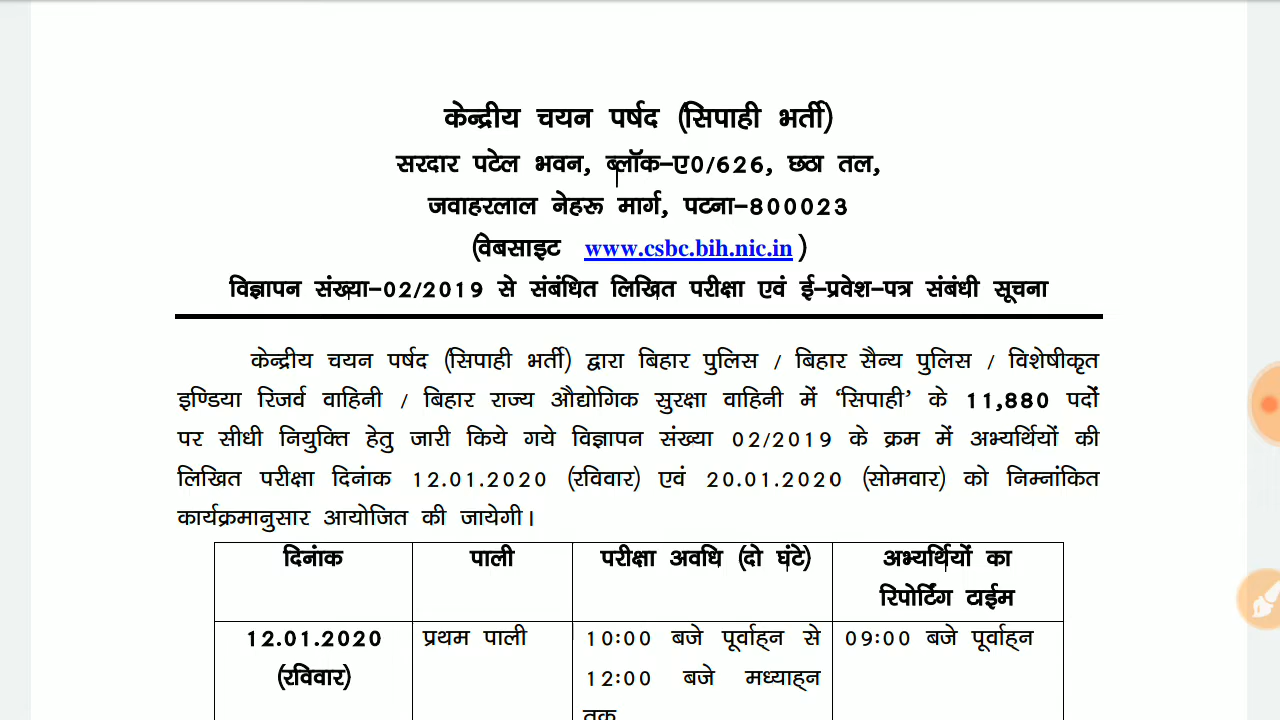 केन्द्रीय चयन पर्षद (सिपाही भर्ती)
सरदार पटेल भवन, ब्लॉक-ए0/626, छठा तल,
जवाहरलाल नेहरू मार्ग, पटना-800023
(वेबसाइट www.csbc.bih.nic.in)
विज्ञापन संख्या-02/2019 से संबंधित लिखित परीक्षा एवं ई-प्रवेश-पत्र संबंधी सूचना
केन्द्रीय चयन पर्षद (सिपाही भर्ती) द्वारा बिहार पुलिस / बिहार सैन्य पुलिस / विशेषीकृत
इण्डिया रिजर्व वाहिनी / बिहार राज्य औद्योगिक सुरक्षा वाहिनी में ‘सिपाही’ के 11,880 पदों
पर सीधी नियुक्ति हेतु जारी किये गये विज्ञापन संख्या 02/2019 के क्रम में अभ्यर्थियों की
लिखित परीक्षा दिनांक 12.01.2020 (रविवार) एवं 20.01.2020 (सोमवार) को निम्नांकित
कार्यक्रमानुसार आयोजित की जायेगी।
दिनांक पाली परीक्षा अवधि (दो घंटे) अभ्यर्थियों का
रिपोर्टिंग टाईम
12.01.2020 प्रथम पाली 10:00 बजे पूर्वाह्न से 09:00 बजे पूर्वाह्न
(रविवार) 12:00 बजे मध्याह्न
तक